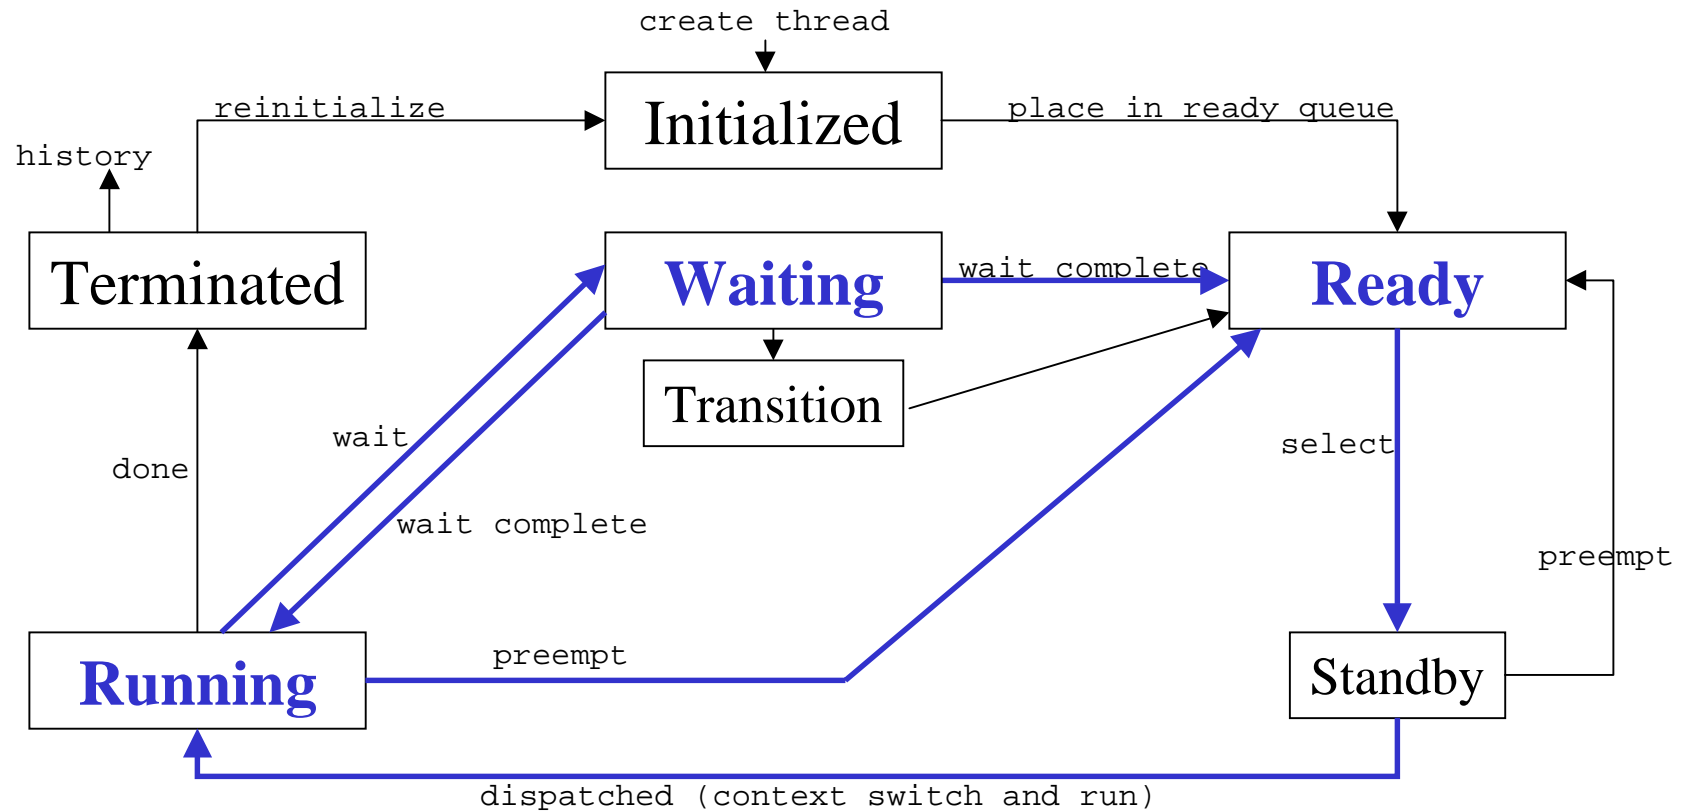 create thread
reinitialize
Initialized
place in ready queue
history
Terminated
Waiting
wait complete
Ready
Transition
wait
select
done
wait complete
preempt
preempt
Running
Standby
dispatched (context switch and run)